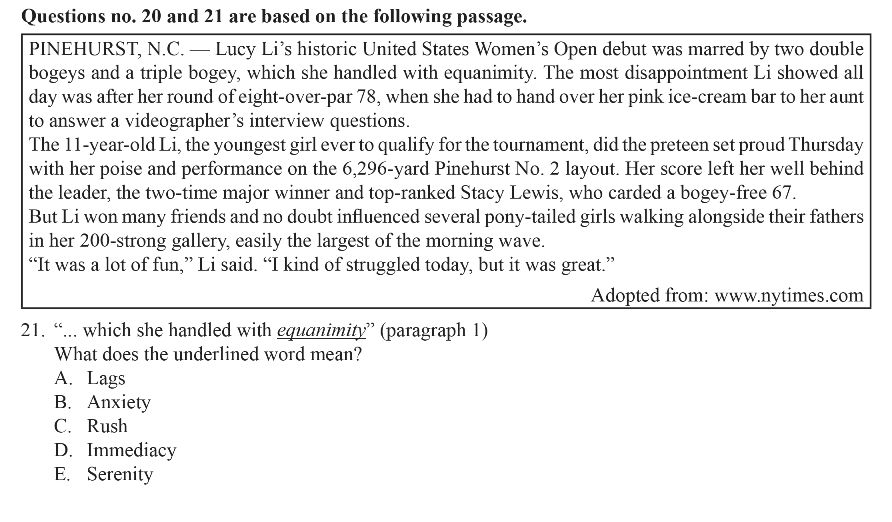 Questions no. 20 and 21 are based on the following passage.
PINEHURST, N.C. — Lucy Li’s historic United States Women’s Open debut was marred by two double
bogeys and a triple bogey, which she handled with equanimity. The most disappointment Li showed all
day was after her round of eight-over-par 78, when she had to hand over her pink ice-cream bar to her aunt
to answer a videographer’s interview questions.
The 11-year-old Li, the youngest girl ever to qualify for the tournament, did the preteen set proud Thursday
with her poise and performance on the 6,296-yard Pinehurst No. 2 layout. Her score left her well behind
the leader, the two-time major winner and top-ranked Stacy Lewis, who carded a bogey-free 67.
But Li won many friends and no doubt influenced several pony-tailed girls walking alongside their fathers
in her 200-strong gallery, easily the largest of the morning wave.
“It was a lot of fun,” Li said. “I kind of struggled today, but it was great.”
Adopted from: www.nytimes.com
21. “... which she handled with equanimity” (paragraph 1)
What does the underlined word mean?
A. Lags
B. Anxiety
C. Rush
D. Immediacy
E. Serenity